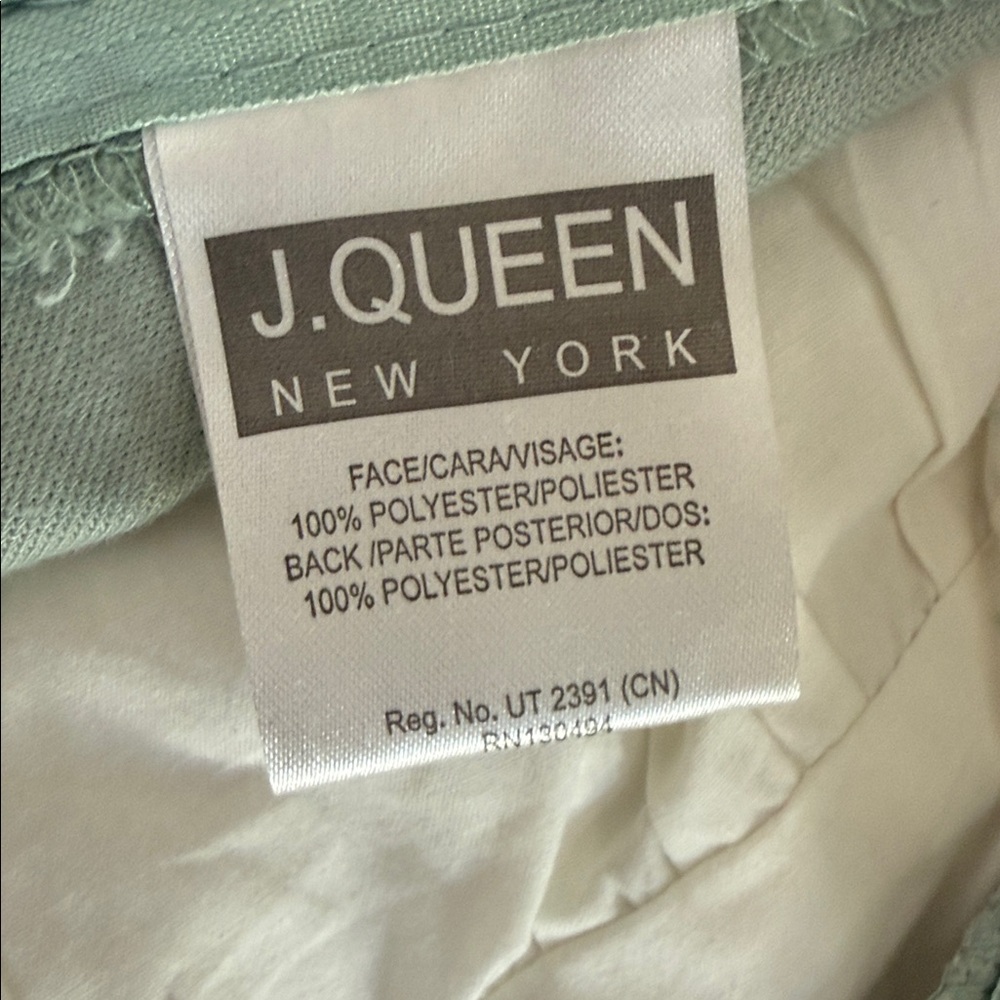 J.QUEEN
NEW YORK
FACE/CARA/VISAGE:
100% POLYESTER/POLIESTER
BACK /PARTE POSTERIOR/DOS:
100% POLYESTER/POLIESTER
Reg. No. UT 2391 (CN)
RN130494